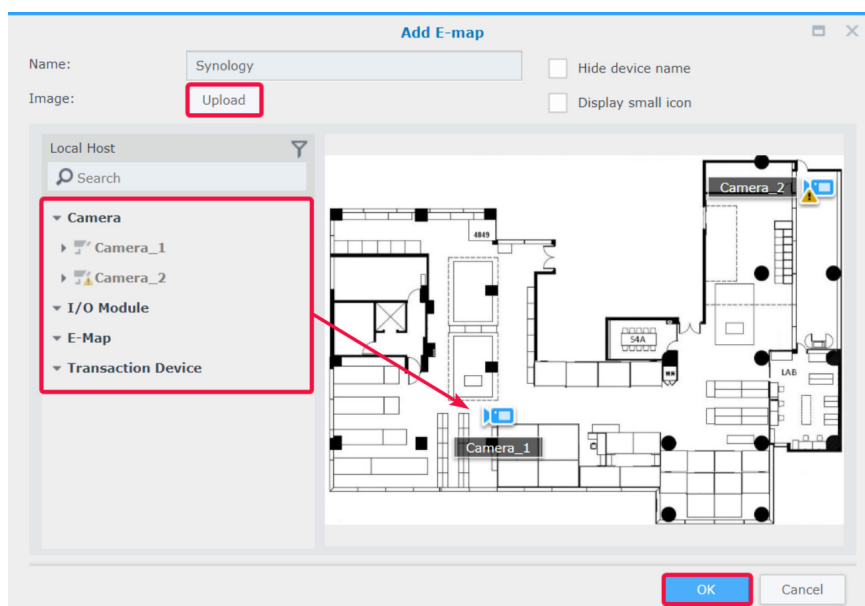 Add E-map
Name:
Synology
Hide device name
Image:
Upload
Display small icon
Local Host
Search
Camera
Camera_1
Camera_2
I/O Module
E-Map
Transaction Device
Camera_2
4849
S4A
LAB
Camera_1
OK
Cancel